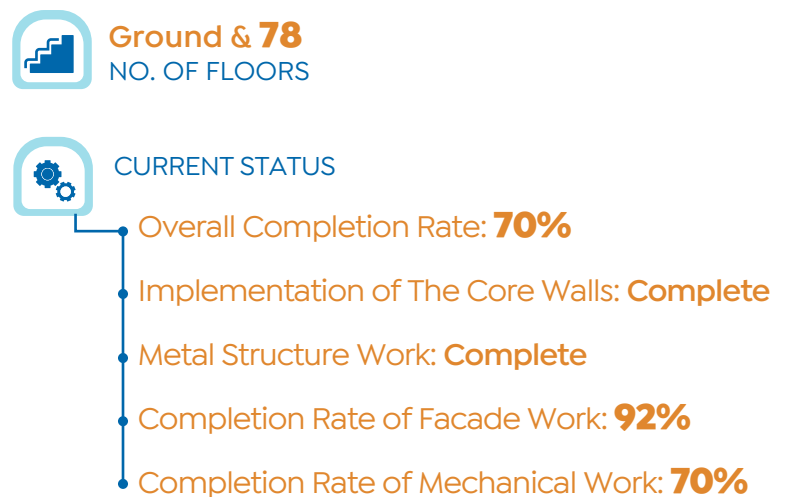 Ground & 78
NO. OF FLOORS
CURRENT STATUS
Overall Completion Rate: 70%
Implementation of The Core Walls: Complete
Metal Structure Work: Complete
Completion Rate of Facade Work: 92%
Completion Rate of Mechanical Work: 70%